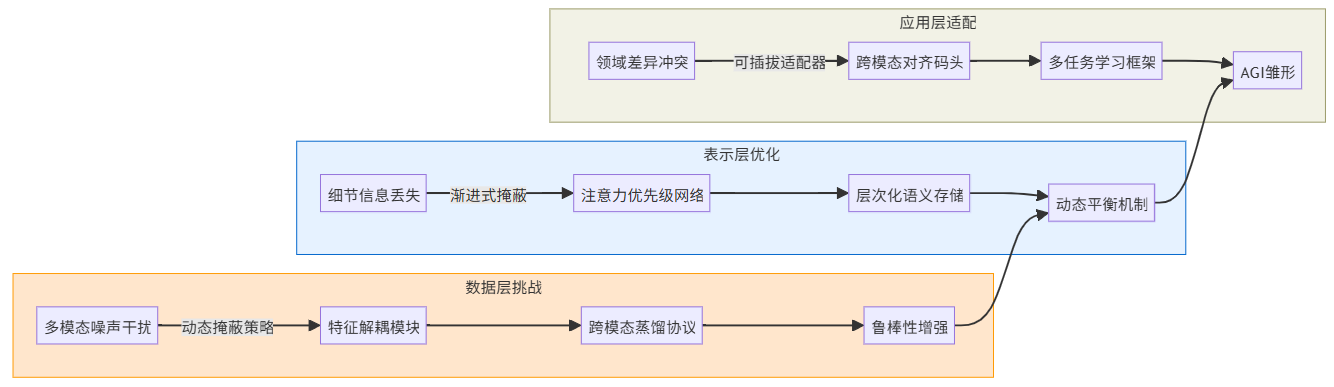 应用层适配
领域差异冲突
可插拔适配器
跨模态对齐码头
多任务学习框架
AGI雏形
表示层优化
细节信息丢失
渐进式掩蔽
注意力优先级网络
层次化语义存储
动态平衡机制
数据层挑战
多模态噪声干扰
动态掩蔽策略
特征解耦模块
跨模态蒸馏协议
鲁棒性增强